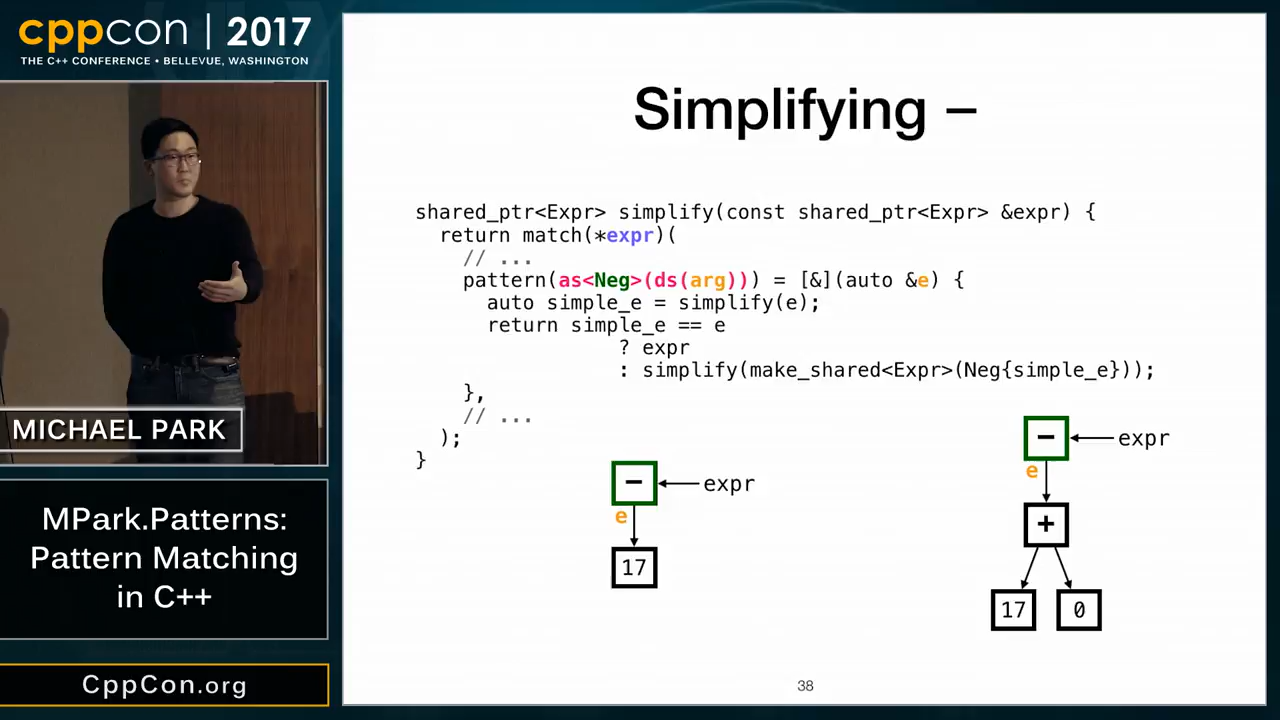 cppcon | 2017
THE C++ CONFERENCE • BELLEVUE, WASHINGTON
MICHAEL PARK
MPark.Patterns:
Pattern Matching
in C++
CppCon.org
Simplifying –
shared_ptr<Expr> simplify(const shared_ptr<Expr> &expr) {
return match(*expr)(
// ...
pattern(as<Neg>(ds(arg))) = [&](auto &e) {
auto simple_e = simplify(e);
return simple_e == e
? expr
: simplify(make_shared<Expr>(Neg{simple_e}));
},
// ...
);
}
– expr
e
17
– expr
e
+
17 0
38